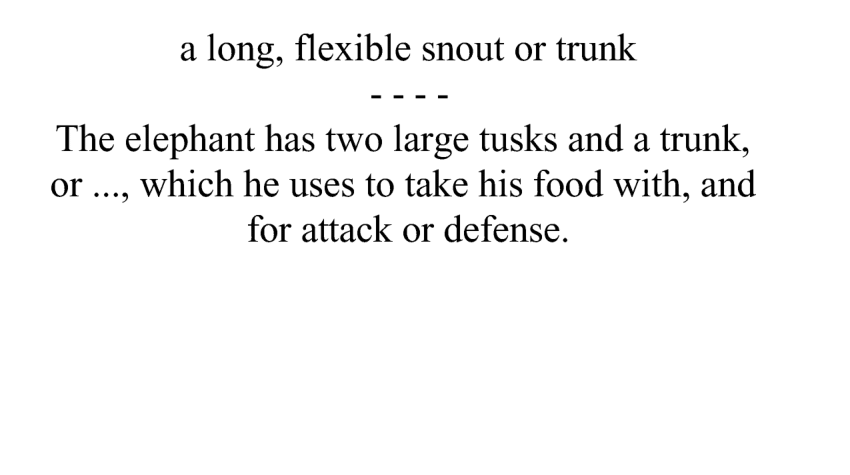 a long, flexible snout or trunk
- - - -
The elephant has two large tusks and a trunk,
or ..., which he uses to take his food with, and
for attack or defense.